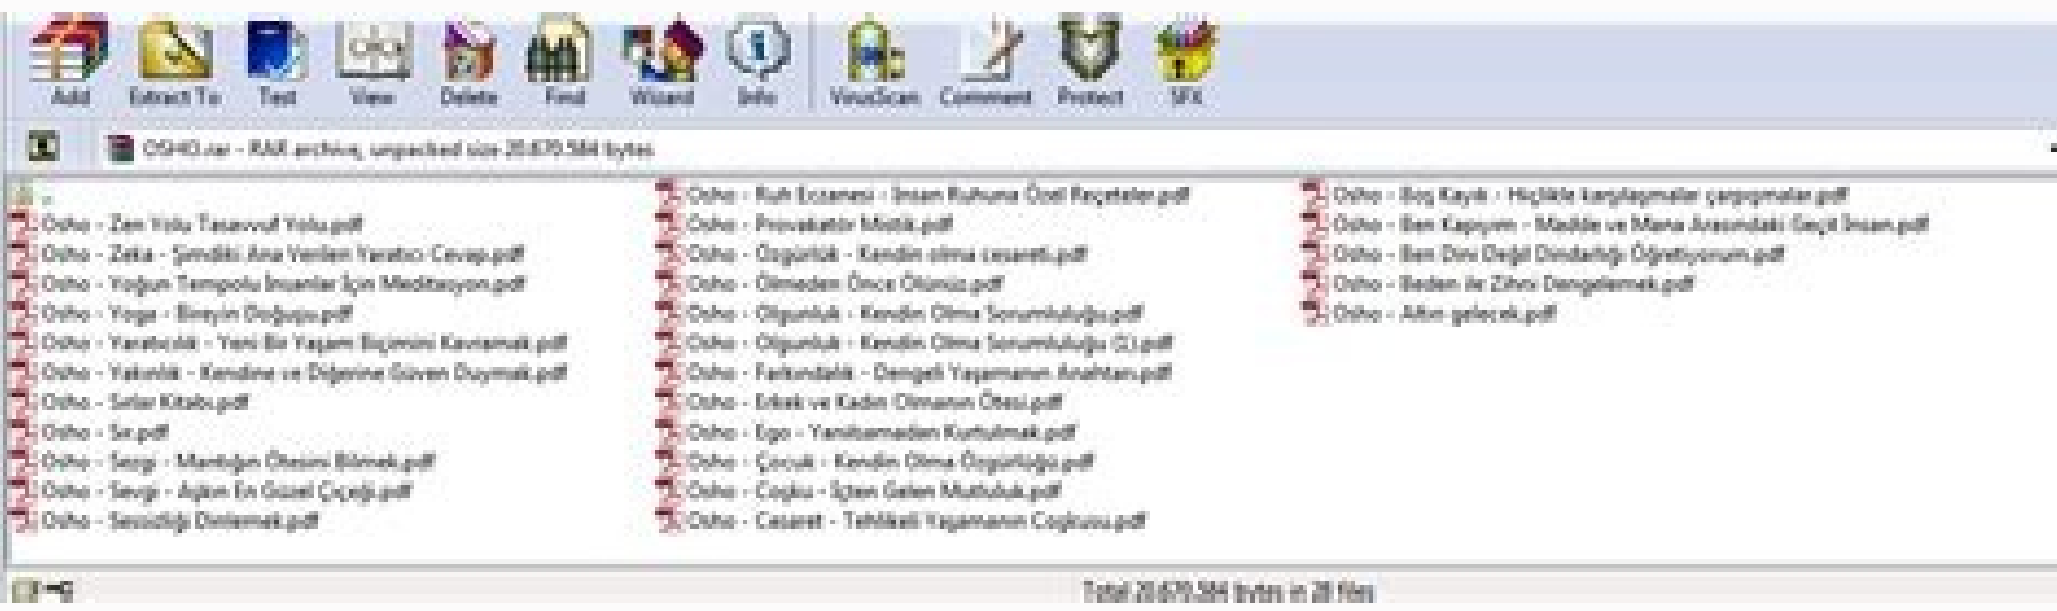 Add Extract To Test View Delete Find Wizard Info VirusScan Comment Protect SFX
OSHO.rar - RAR archive, unpacked size 20.679.584 bytes
..
Osho - Zen Yolu Tasavvuf Yolu.pdf
Osho - Zeka - Şimdiki Ana Verilen Yaratıcı Cevap.pdf
Osho - Yoğun Tempolu İnsanlar İçin Meditasyon.pdf
Osho - Yoga - Bireyin Doğuşu.pdf
Osho - Yaratıcılık - Yeni Bir Yaşam Biçimini Kavramak.pdf
Osho - Yakınlık - Kendine ve Diğerine Güven Duymak.pdf
Osho - Sırlar Kitabı.pdf
Osho - Sır.pdf
Osho - Sezgi - Mantığın Ötesini Bilmek.pdf
Osho - Sevgi - Aşkın En Güzel Çiçeği.pdf
Osho - Sessizliği Dinlemek.pdf
Osho - Ruh Eczanesi - İnsan Ruhuna Özel Reçeteler.pdf
Osho - Provakatör Mistik.pdf
Osho - Özgürlük - Kendin olma cesareti.pdf
Osho - Ölmeden Önce Ölünüz.pdf
Osho - Olgunluk - Kendin Olma Sorumluluğu.pdf
Osho - Olgunluk - Kendin Olma Sorumluluğu (1).pdf
Osho - Farkındalık - Dengeli Yaşamanın Anahtarı.pdf
Osho - Erkek ve Kadın Olmanın Ötesi.pdf
Osho - Ego - Yanılsamadan Kurtulmak.pdf
Osho - Çocuk - Kendin Olma Özgürlüğü.pdf
Osho - Coşku - İçten Gelen Mutluluk.pdf
Osho - Cesaret - Tehlikeli Yaşamanın Coşkusu.pdf
Osho - Boş Kayık - Hiçlikle karşılaşmalar çarpışmalar.pdf
Osho - Ben Kapıyım - Madde ve Mana Arasındaki Geçit İnsan.pdf
Osho - Ben Dini Değil Dindarlığı Öğretiyorum.pdf
Osho - Beden ile Zihni Dengelemek.pdf
Osho - Altın gelecek.pdf
Total 20.679.584 bytes in 28 files